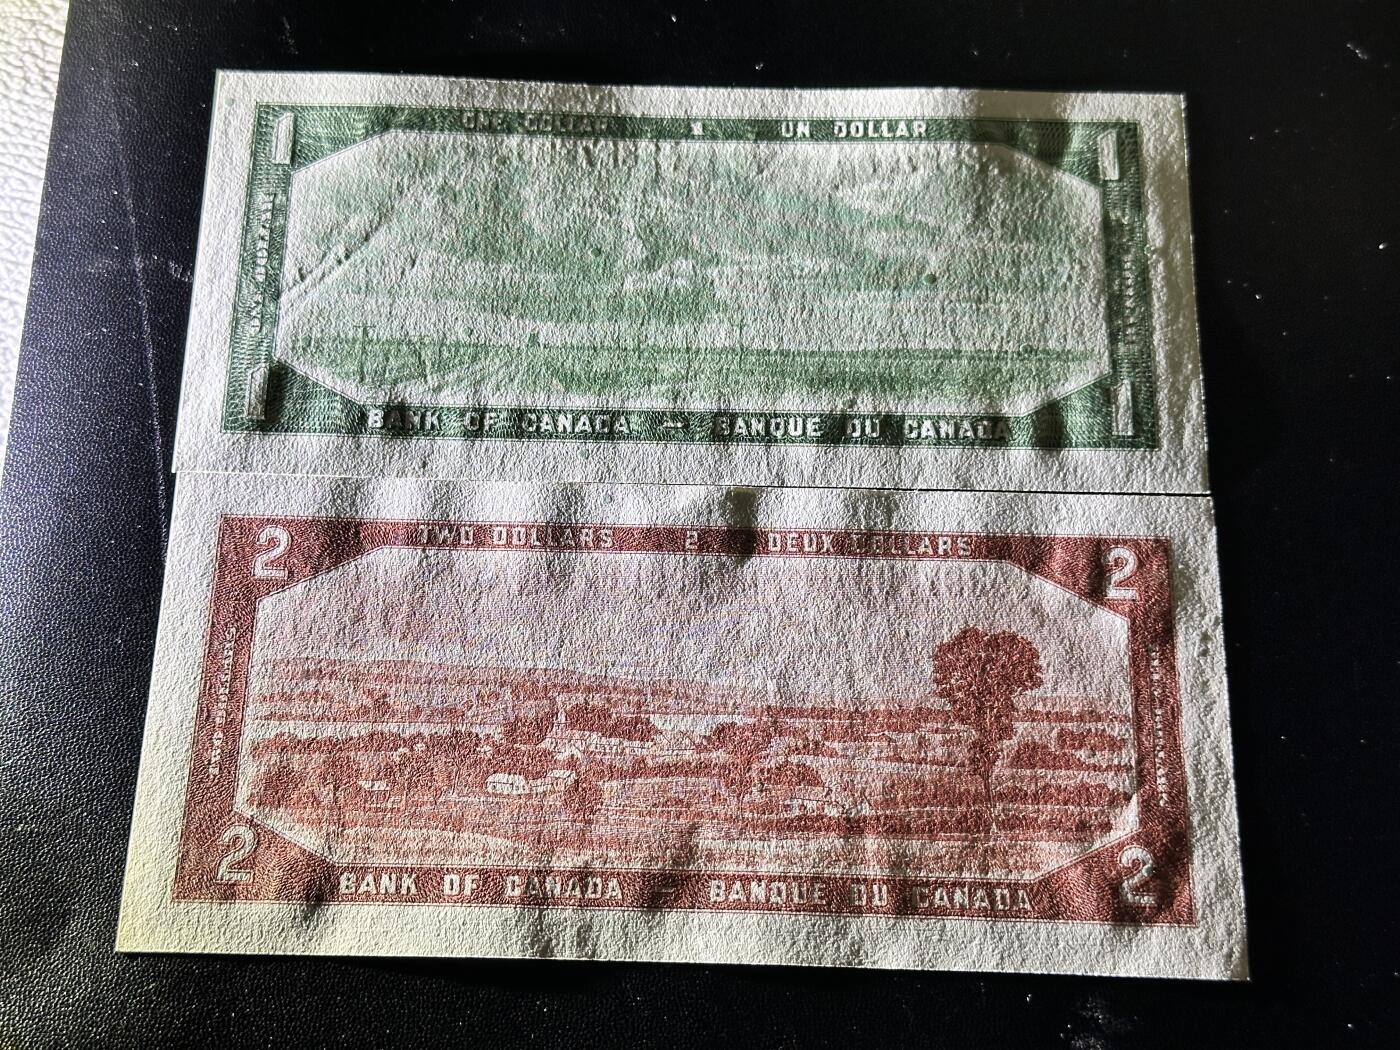 1 ONE DOLLAR 1 UN DOLLAR 1
1 1
BANK OF CANADA — BANQUE DU CANADA
2 TWO DOLLARS 2 DEUX DOLLARS 2
2 2
BANK OF CANADA — BANQUE DU CANADA